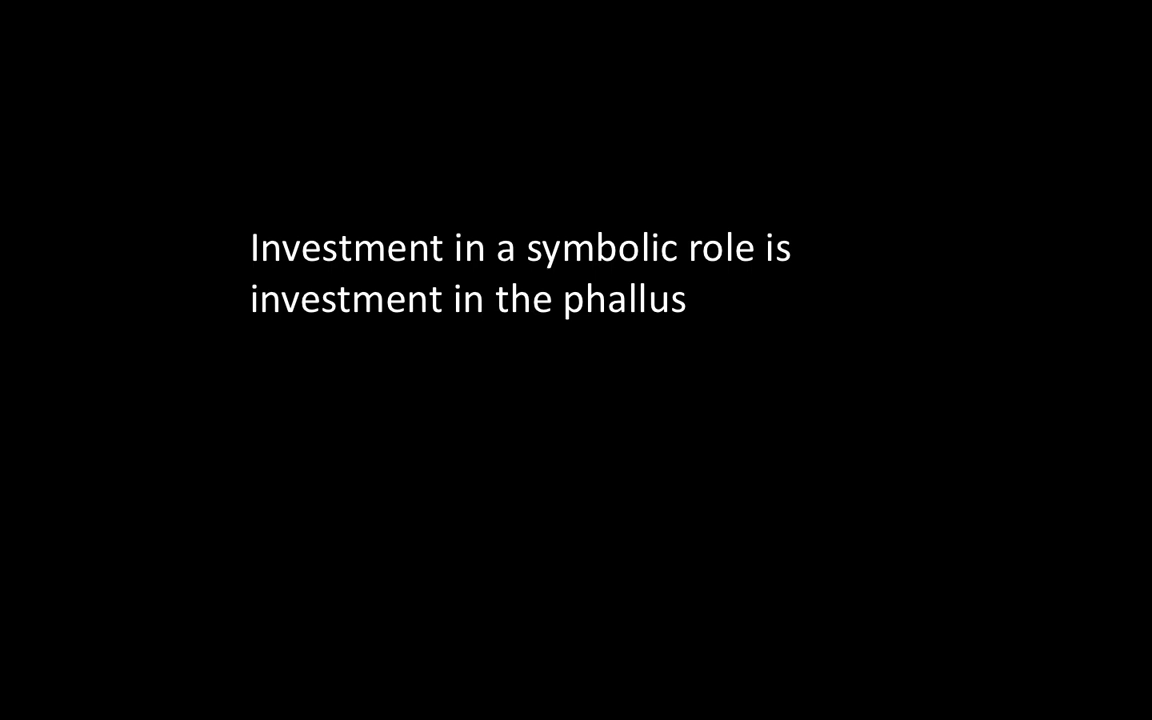 Investment in a symbolic role is
investment in the phallus